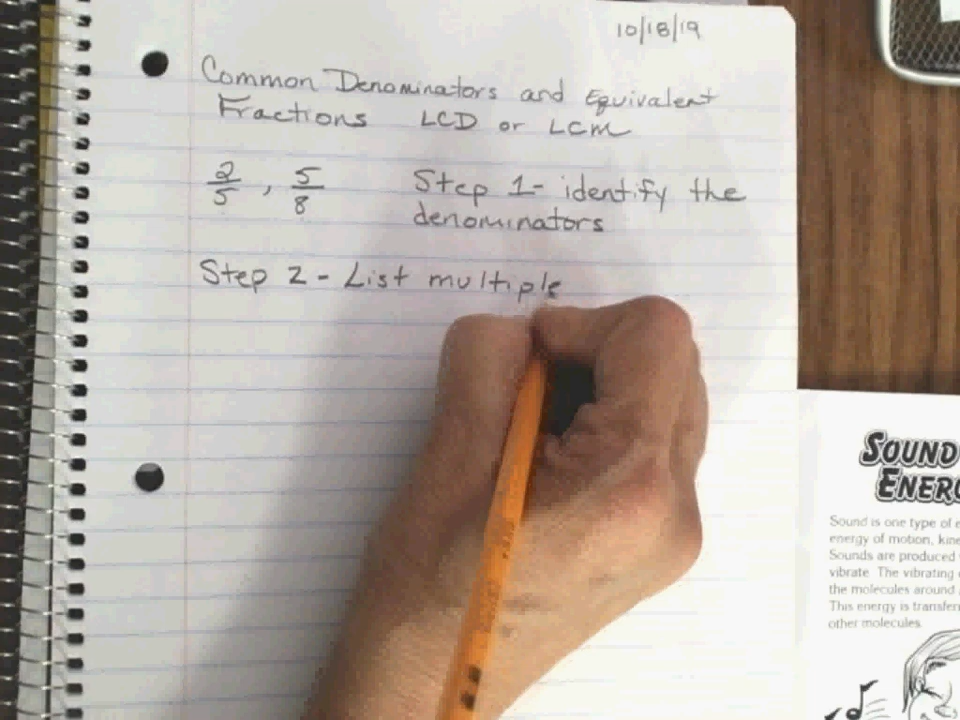 10/18/19
Common Denominators and Equivalent
Fractions LCD or LCM
2/5 , 5/8 Step 1- identify the
denominators
Step 2 - List multiple
SOUND
ENERG
Sound is one type of e
energy of motion, kine
Sounds are produced
vibrate. The vibrating
the molecules around
This energy is transfer
other molecules.